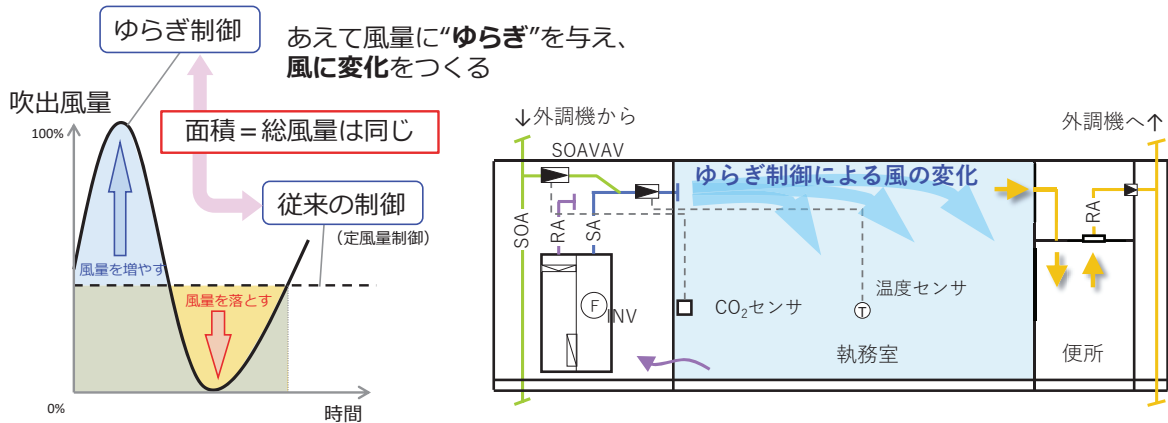 ゆらぎ制御
あえて風量に“ゆらぎ”を与え、
風に変化をつくる
吹出風量
100%
面積＝総風量は同じ
従来の制御
（定風量制御）
風量を増やす
風量を落とす
0%
時間
↓外調機から
外調機へ↑
SOAVAV
ゆらぎ制御による風の変化
SOA
RA
SA
RA
F
INV
CO₂センサ
温度センサ
T
執務室
便所